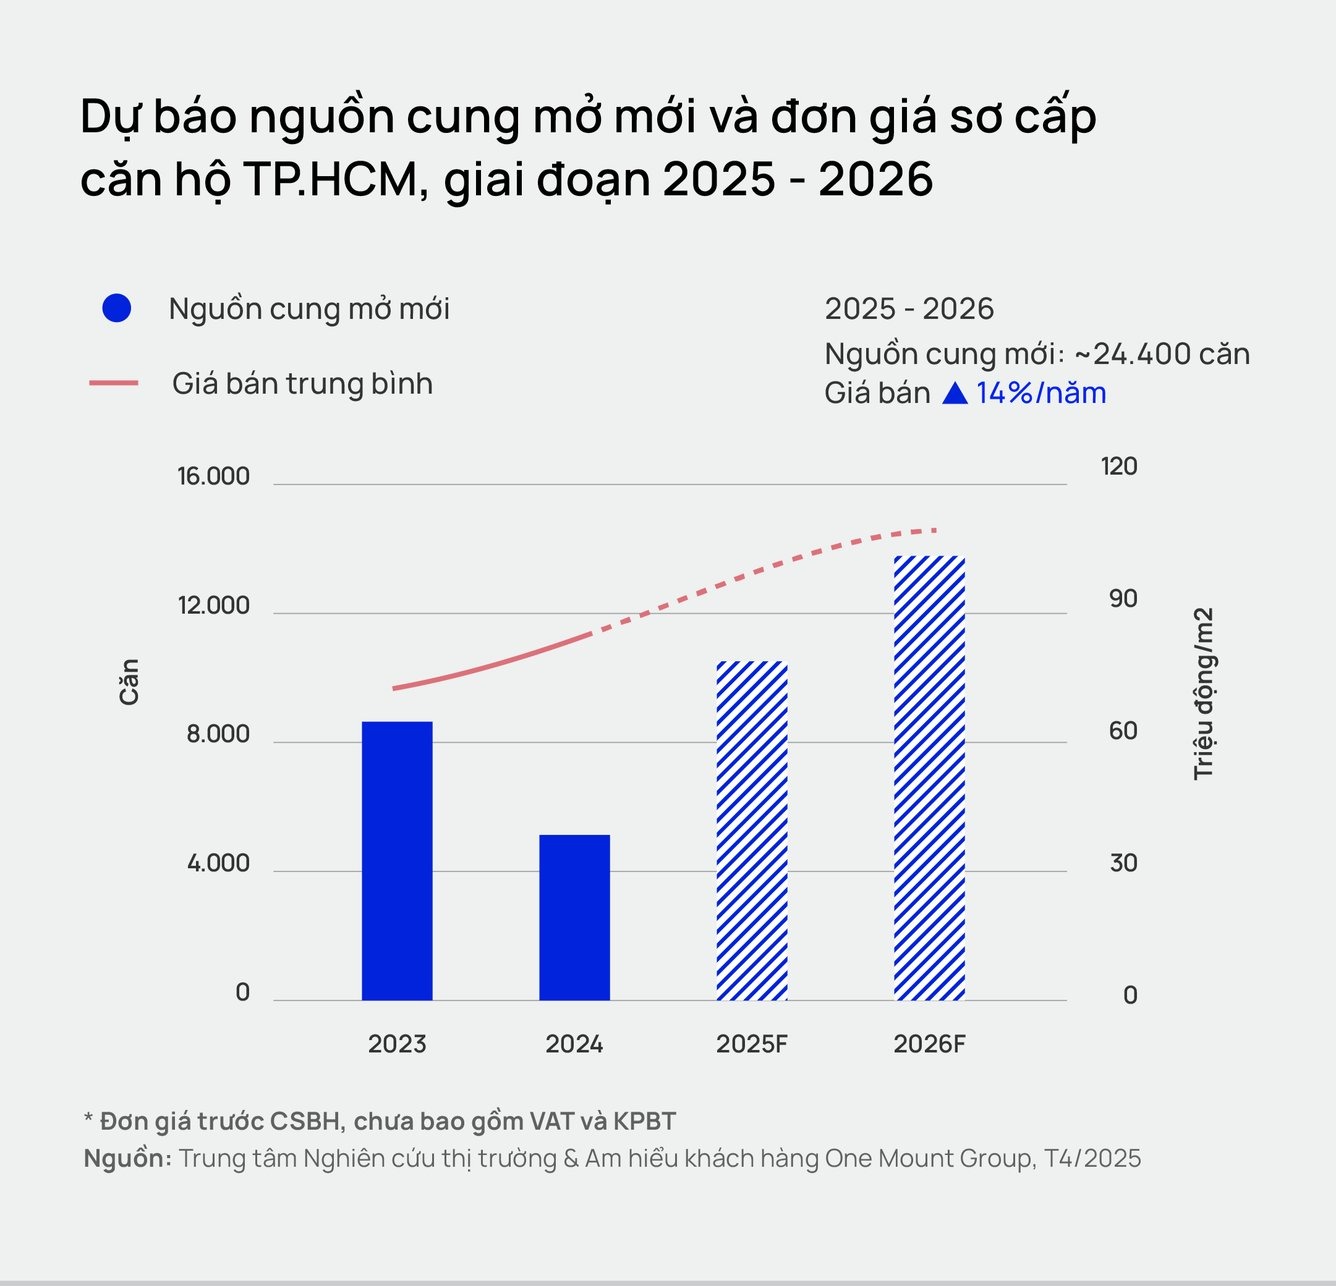 Dự báo nguồn cung mở mới và đơn giá sơ cấp
căn hộ TP.HCM, giai đoạn 2025 - 2026
Nguồn cung mở mới
Giá bán trung bình
2025 - 2026
Nguồn cung mới: ~24.400 căn
Giá bán ▲ 14%/năm
16.000
12.000
8.000
4.000
0
Căn
120
90
60
30
0
Triệu động/m2
2023
2024
2025F
2026F
* Đơn giá trước CSBH, chưa bao gồm VAT và KPBT
Nguồn: Trung tâm Nghiên cứu thị trường & Am hiểu khách hàng One Mount Group, T4/2025